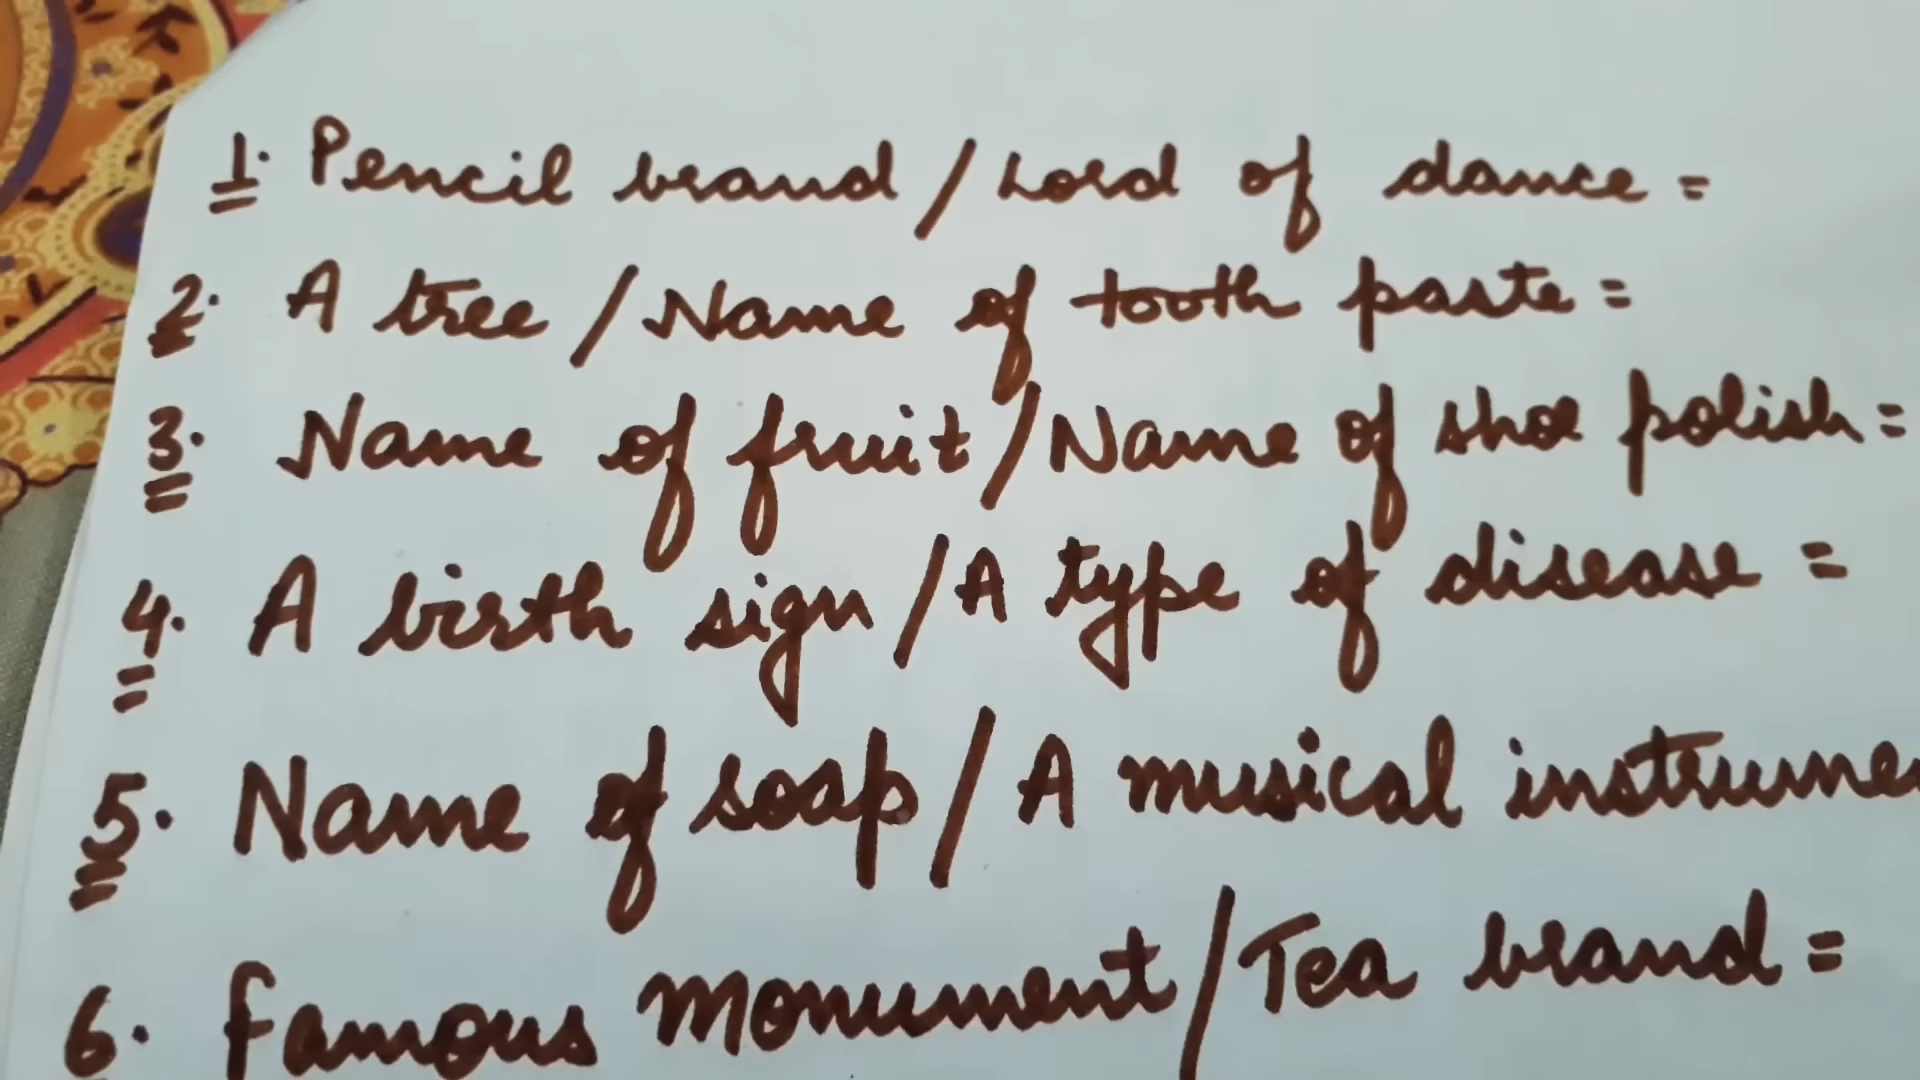 1. Pencil brand / Lord of dance =
2. A tree / Name of tooth paste =
3. Name of fruit / Name of shoe polish =
4. A birth sign / A type of disease =
5. Name of soap / A musical instrume
6. Famous monument / Tea brand =